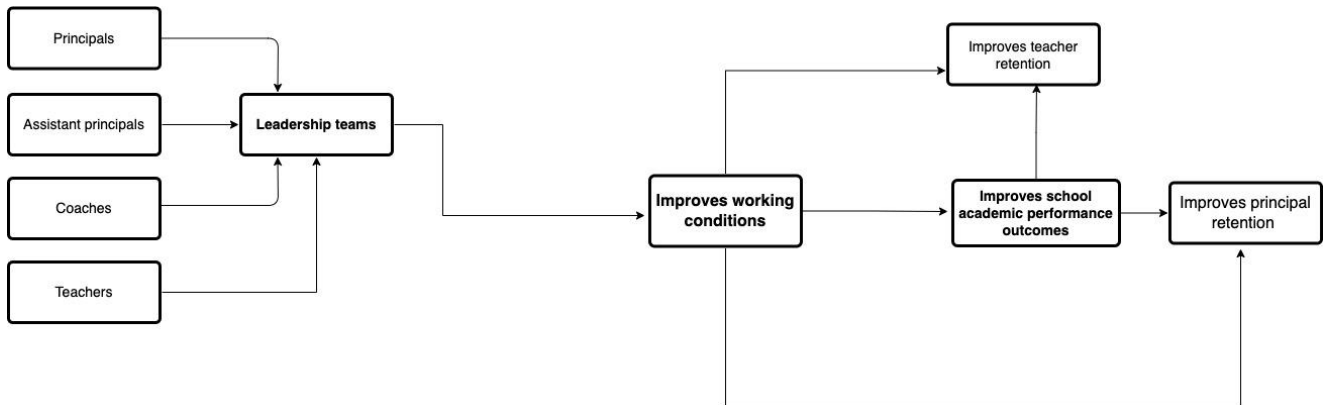 Principals
Assistant principals
Coaches
Teachers
Leadership teams
Improves working
conditions
Improves teacher
retention
Improves school
academic performance
outcomes
Improves principal
retention